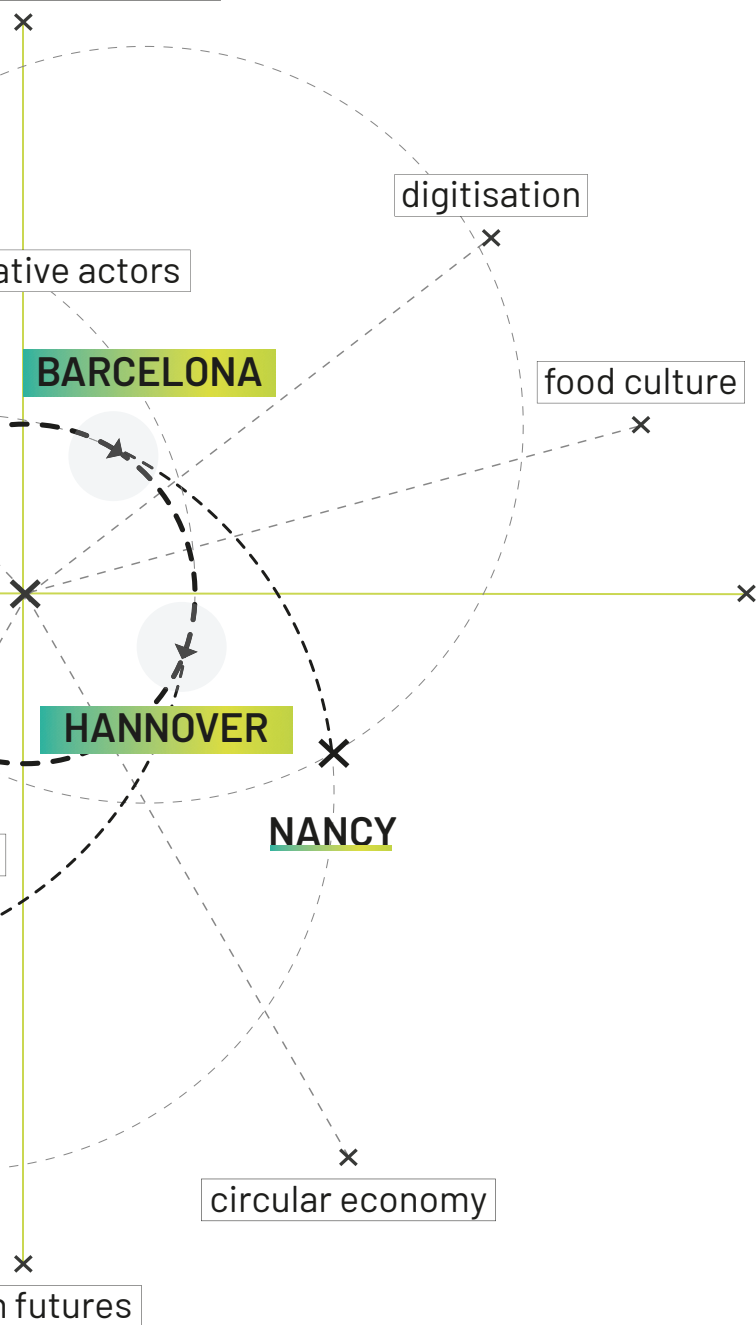 digitisation
ative actors
BARCELONA
food culture
HANNOVER
NANCY
circular economy
futures